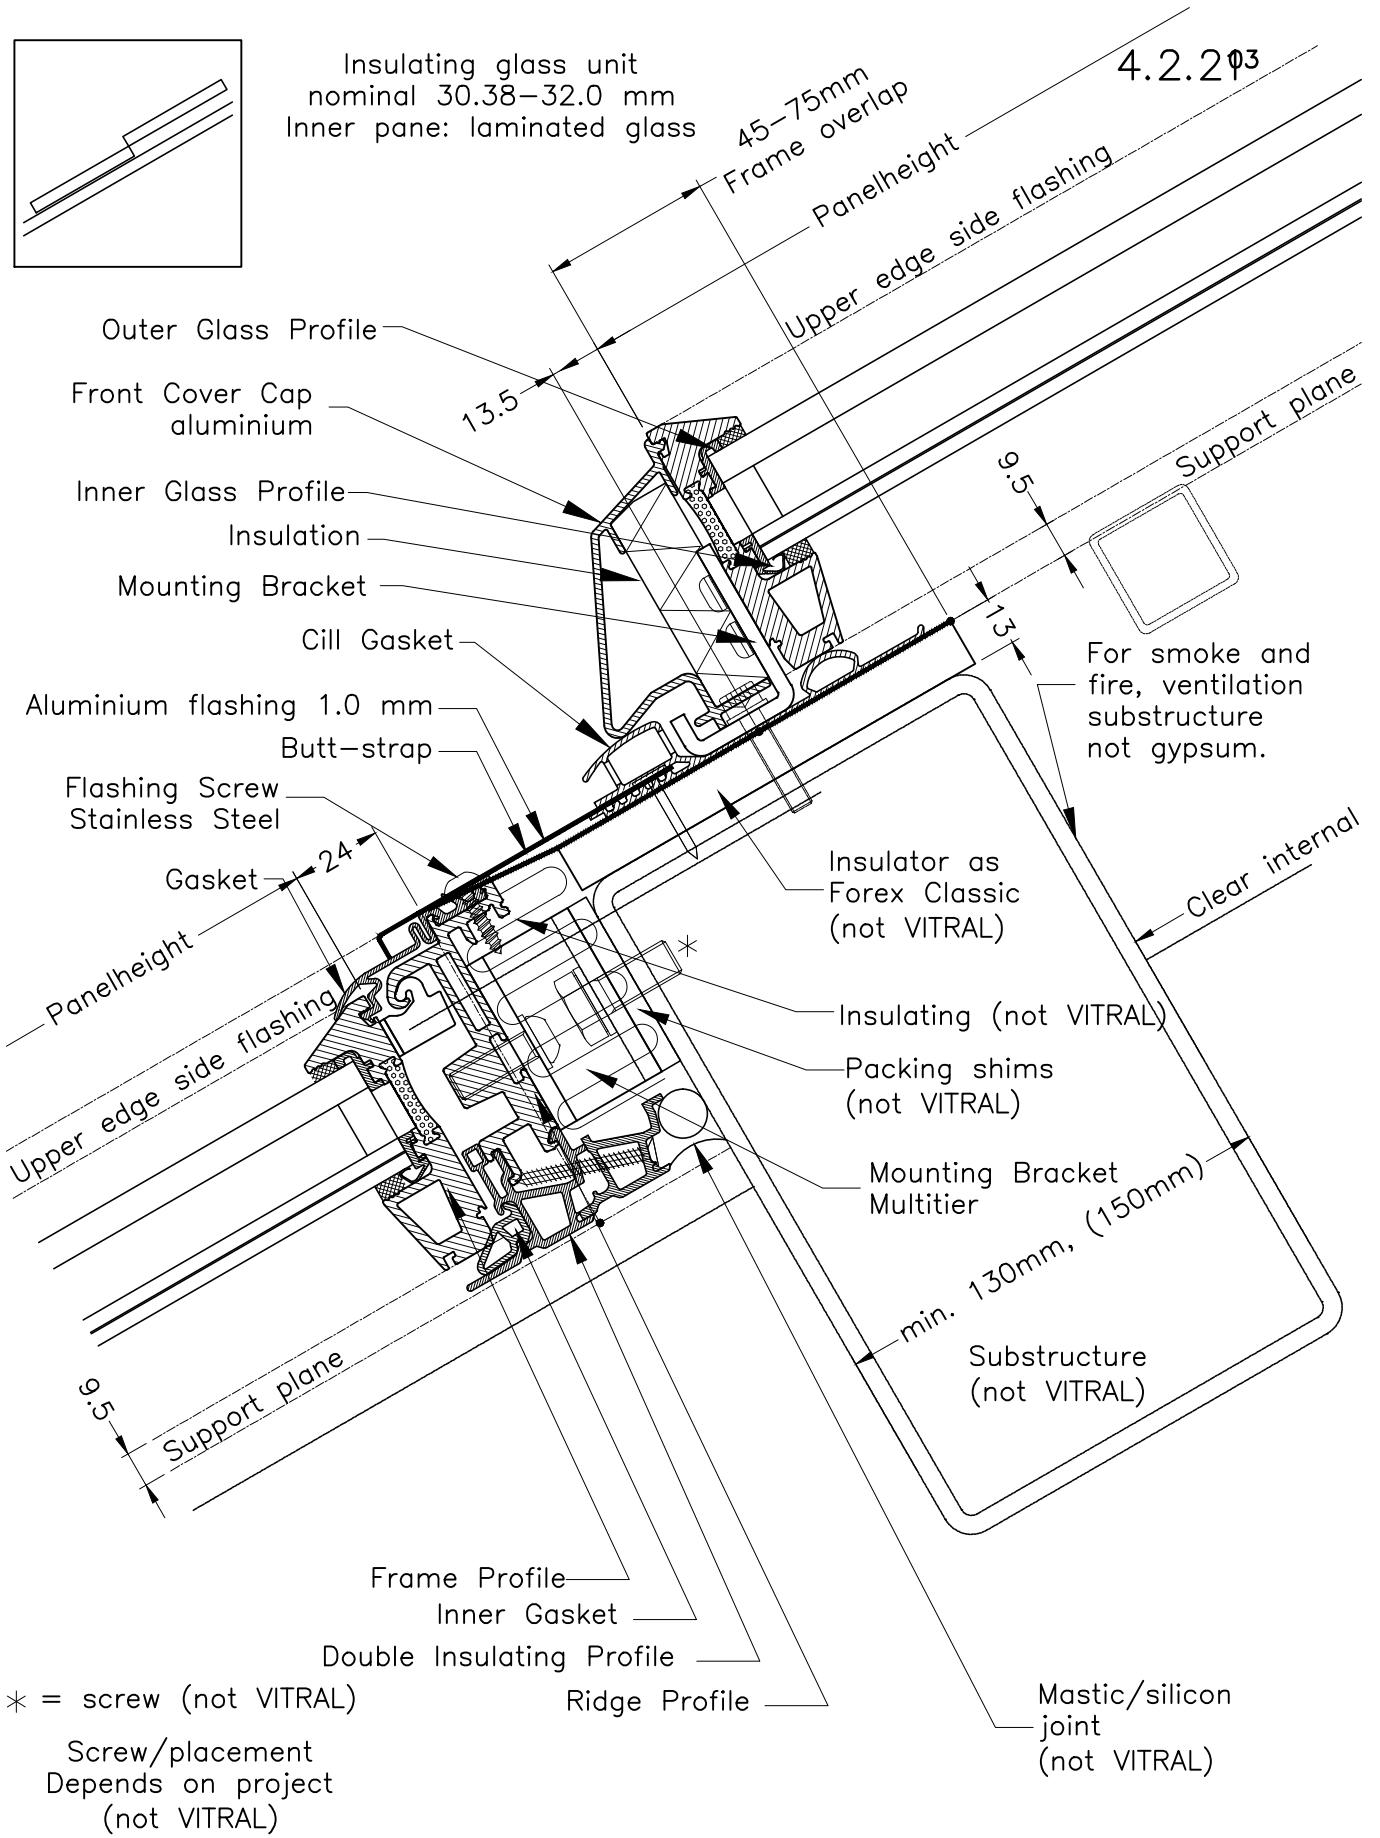 Insulating glass unit
nominal 30.38-32.0 mm
Inner pane: laminated glass
45-75mm
Frame overlap
Panelheight
Upper edge side flashing
Outer Glass Profile
Front Cover Cap
aluminium
13.5
Inner Glass Profile
Insulation
Mounting Bracket
Cill Gasket
9.5
Support plane
13
For smoke and
fire, ventilation
substructure
not gypsum.
Aluminium flashing 1.0 mm
Butt-strap
Flashing Screw
Stainless Steel
24
Gasket
Insulator as
Forex Classic
(not VITRAL)
Clear internal
*
Panelheight
Upper edge side flashing
Insulating (not VITRAL)
Packing shims
(not VITRAL)
Mounting Bracket
Multitier
min. 130mm, (150mm)
Substructure
(not VITRAL)
9.5
Support plane
Frame Profile
Inner Gasket
Double Insulating Profile
Ridge Profile
* = screw (not VITRAL)
Screw/placement
Depends on project
(not VITRAL)
Mastic/silicon
joint
(not VITRAL)